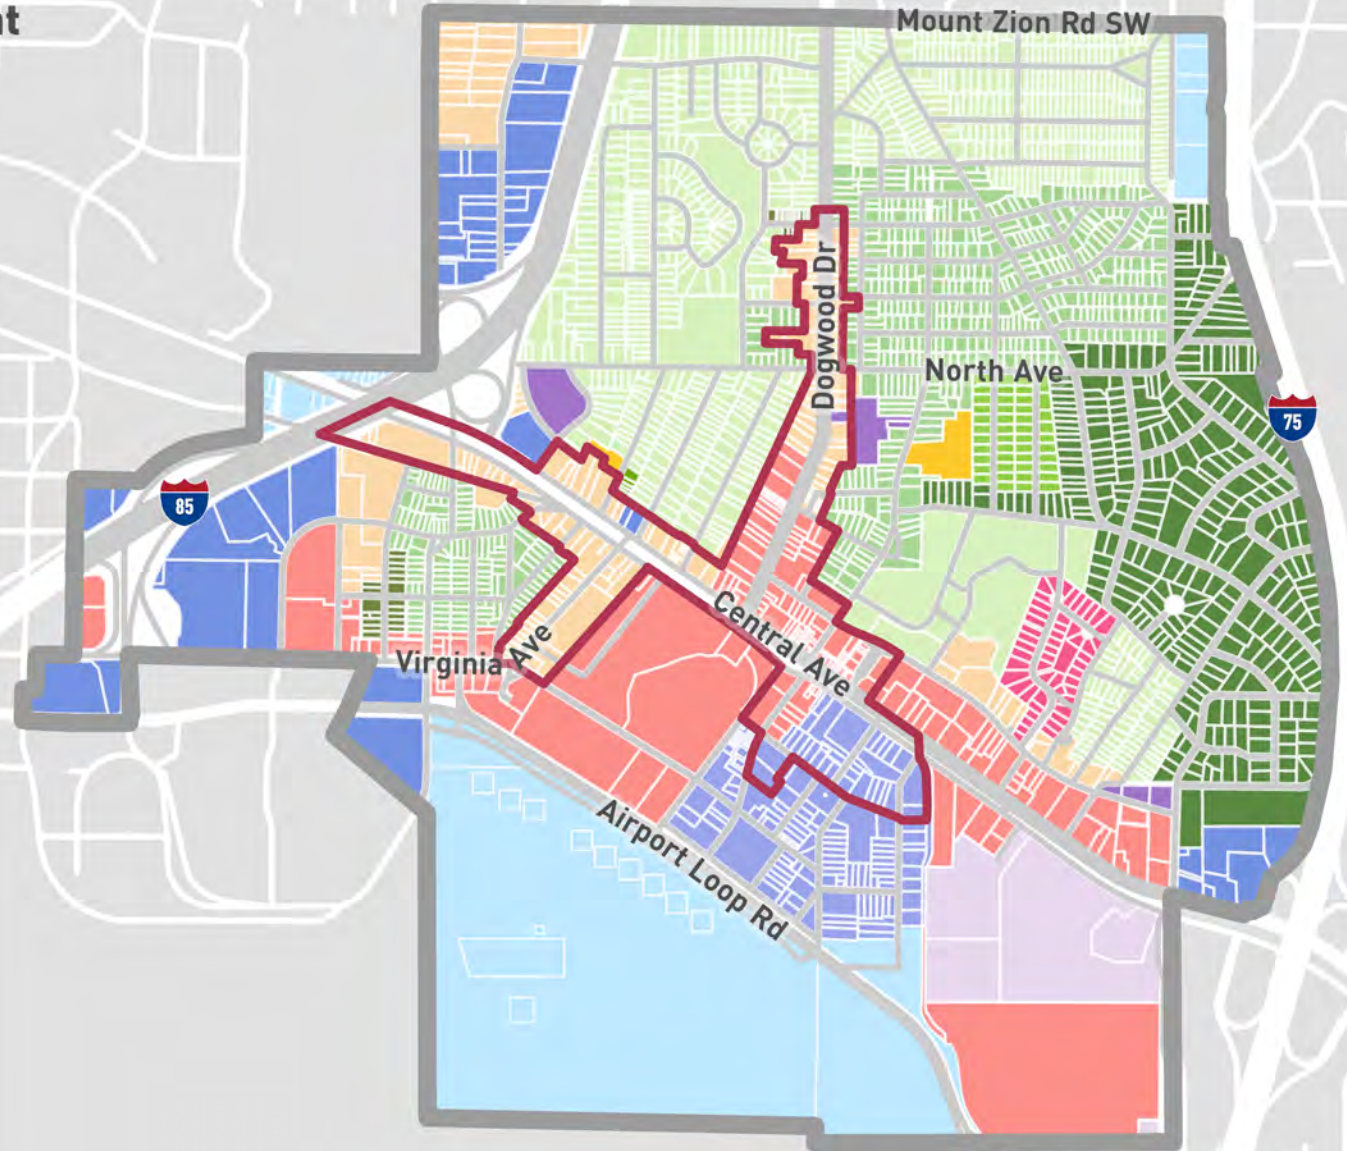 Mount Zion Rd SW
Dogwood Dr
North Ave
75
85
Central Ave
Virginia Ave
Airport Loop Rd